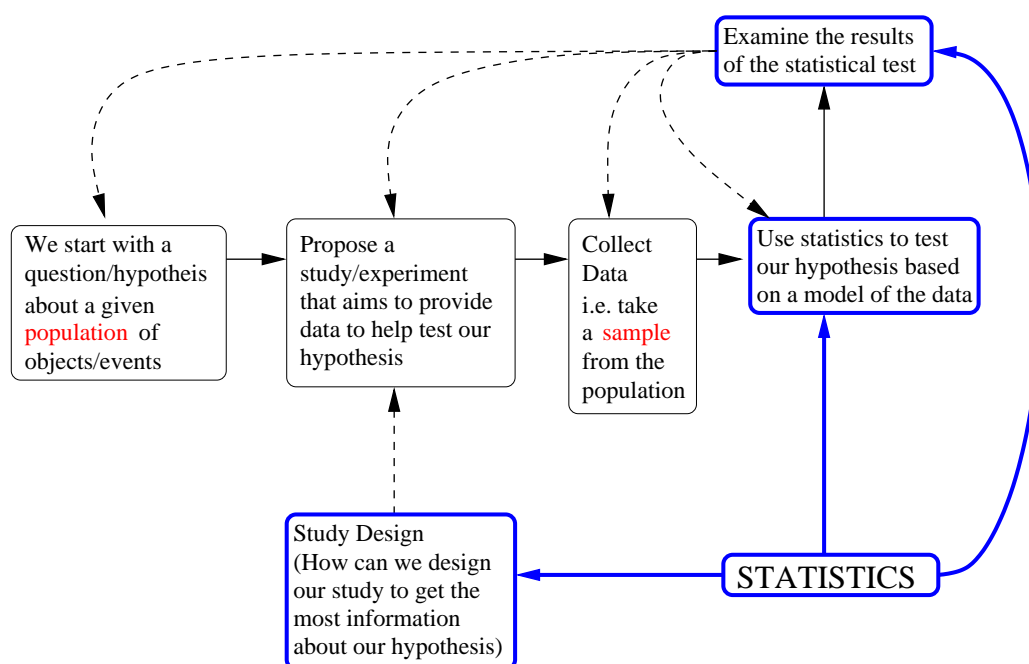 Examine the results
of the statistical test
We start with a
question/hypotheis
about a given
population of
objects/events
Propose a
study/experiment
that aims to provide
data to help test our
hypothesis
Collect
Data
i.e. take
a sample
from the
population
Use statistics to test
our hypothesis based
on a model of the data
Study Design
(How can we design
our study to get the
most information
about our hypothesis)
STATISTICS